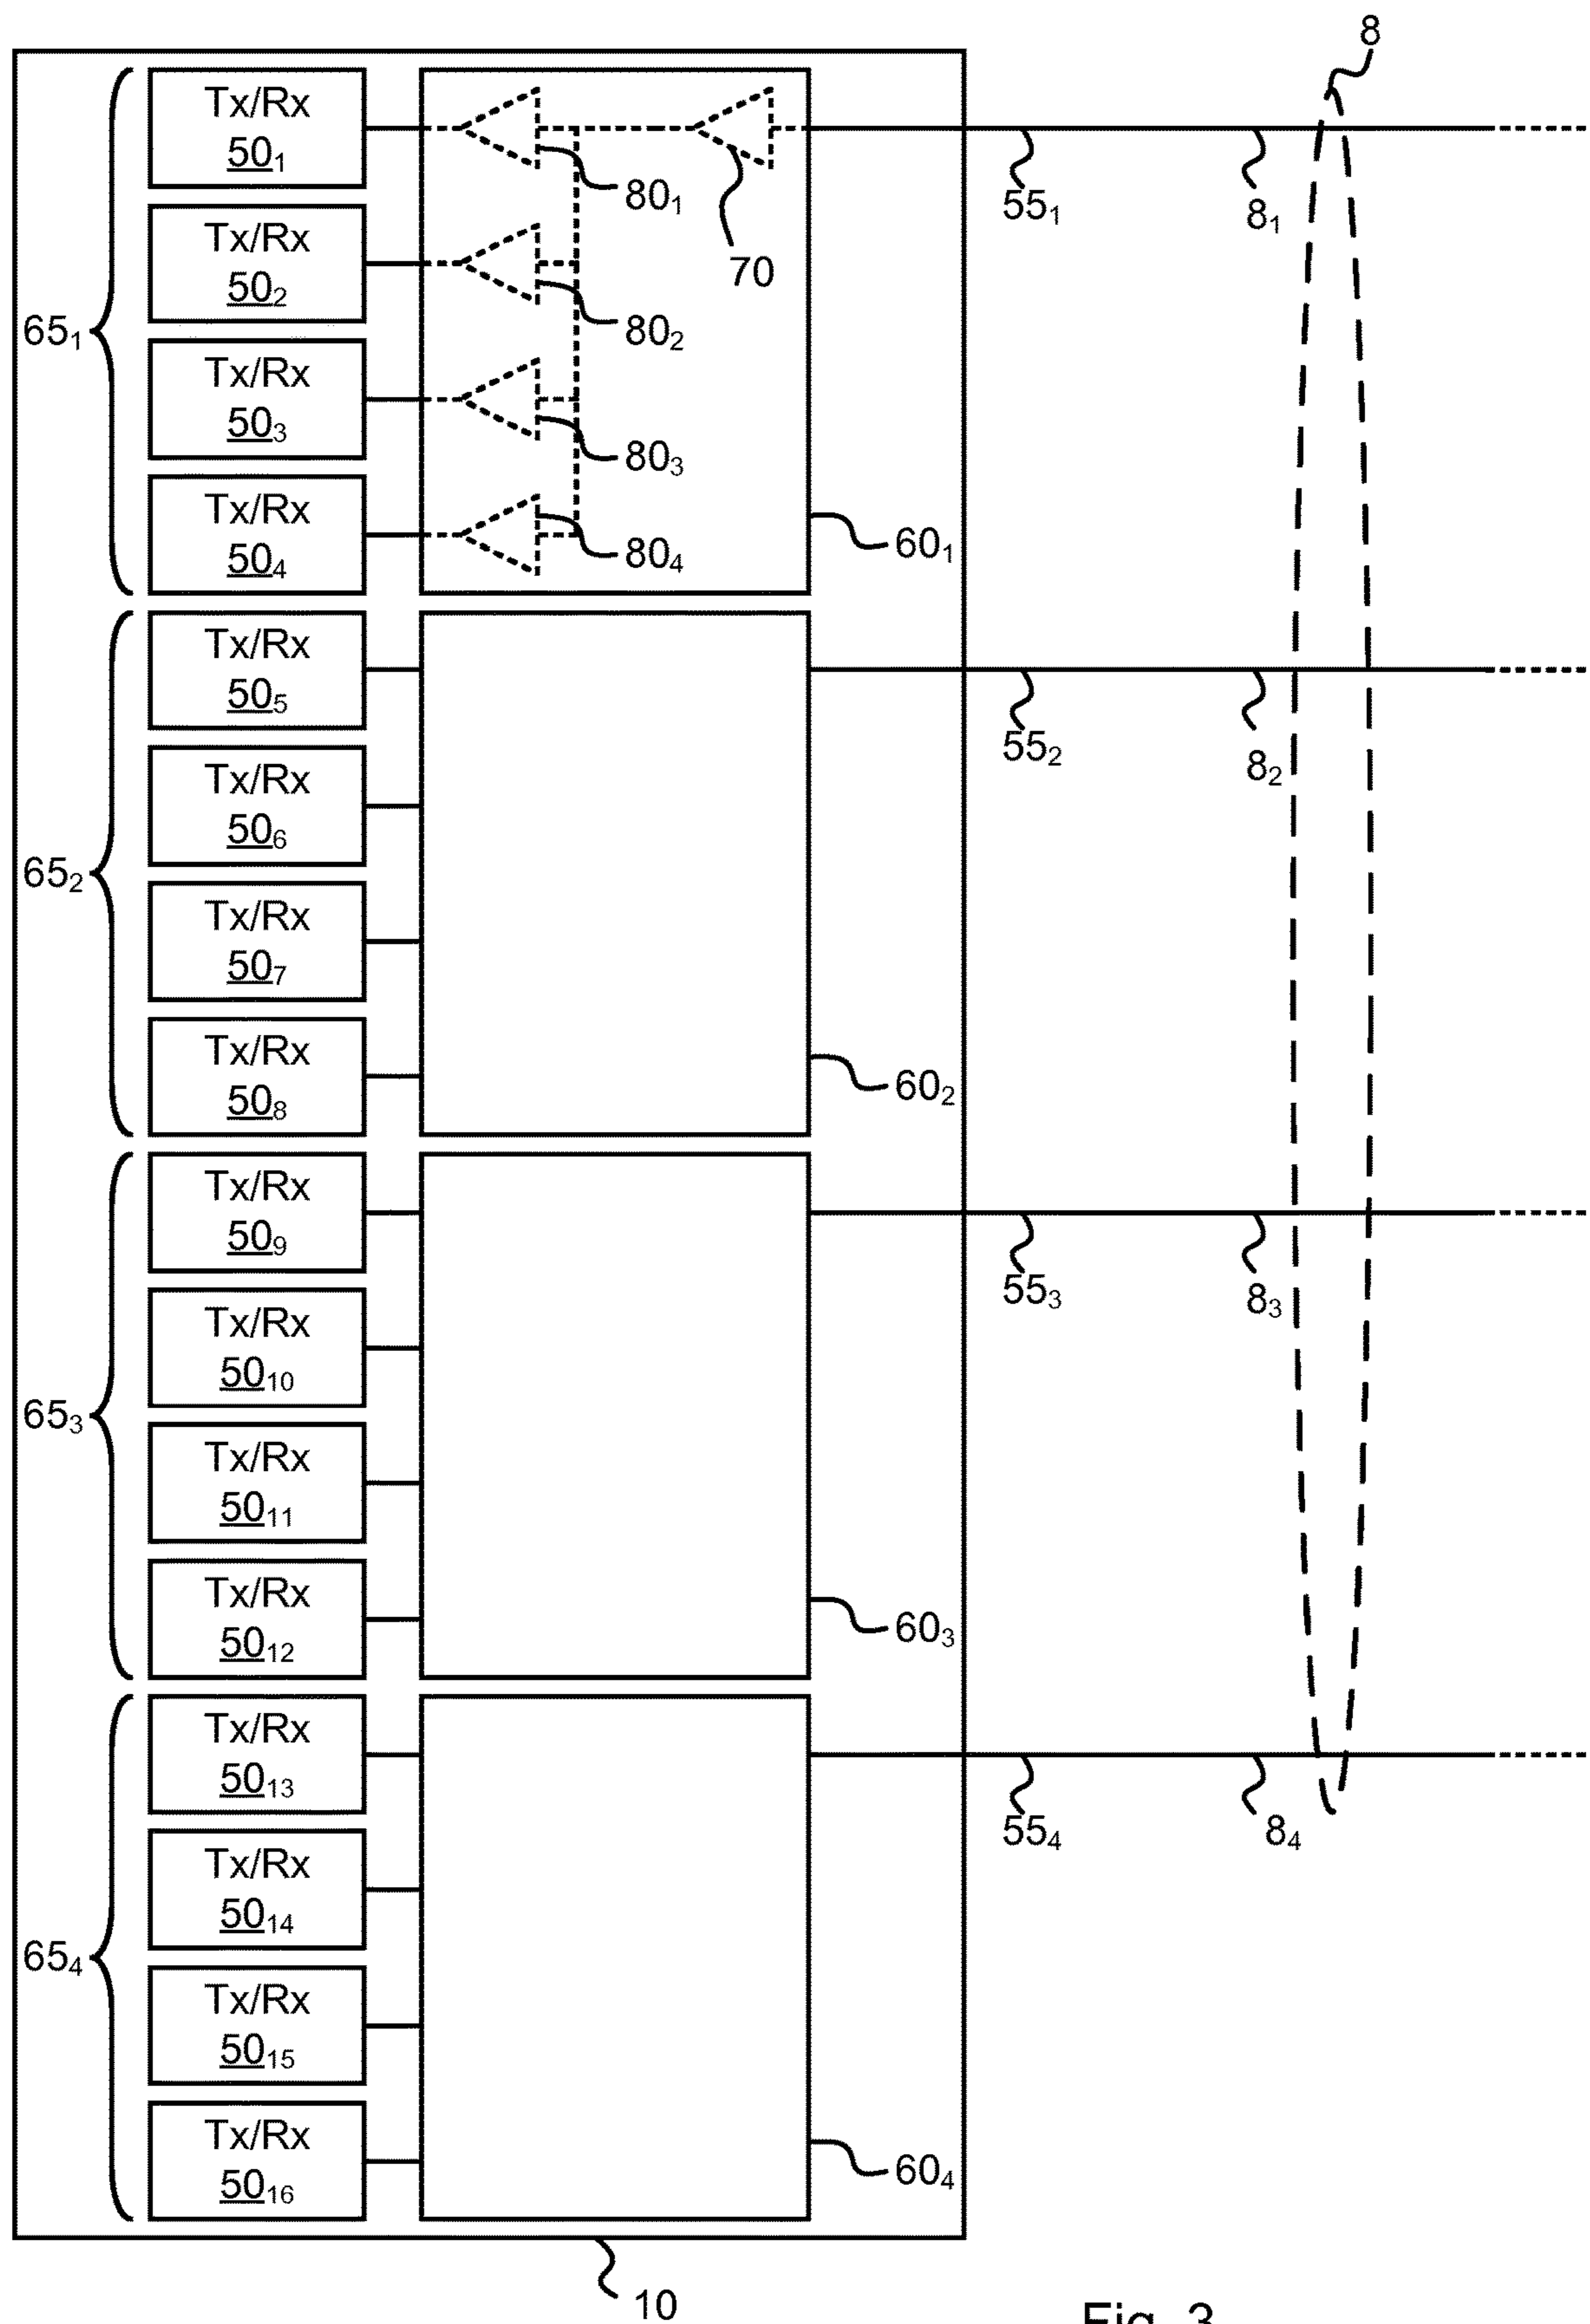 8
Tx/Rx
50₁
80₁
55₁
8₁
Tx/Rx
50₂
70
65₁
80₂
Tx/Rx
50₃
80₃
Tx/Rx
50₄
80₄
60₁
Tx/Rx
50₅
55₂
8₂
Tx/Rx
50₆
65₂
Tx/Rx
50₇
Tx/Rx
50₈
60₂
Tx/Rx
50₉
55₃
8₃
Tx/Rx
50₁₀
65₃
Tx/Rx
50₁₁
Tx/Rx
50₁₂
60₃
Tx/Rx
50₁₃
55₄
8₄
Tx/Rx
50₁₄
65₄
Tx/Rx
50₁₅
Tx/Rx
50₁₆
60₄
10
Fig. 3